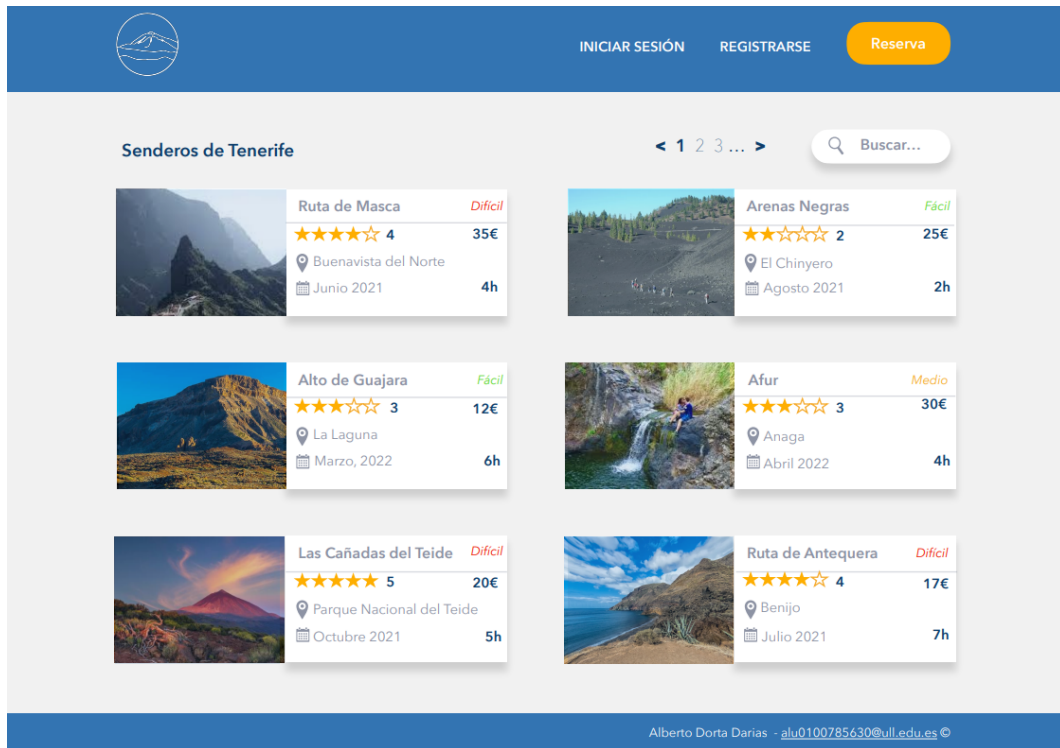 INICIAR SESIÓN REGISTRARSE Reserva
Senderos de Tenerife < 1 2 3 ... > Buscar...
Ruta de Masca Difícil
4 35€
Buenavista del Norte
Junio 2021 4h
Arenas Negras Fácil
2 25€
El Chinyero
Agosto 2021 2h
Alto de Guajara Fácil
3 12€
La Laguna
Marzo, 2022 6h
Afur Medio
3 30€
Anaga
Abril 2022 4h
Las Cañadas del Teide Difícil
5 20€
Parque Nacional del Teide
Octubre 2021 5h
Ruta de Antequera Difícil
4 17€
Benijo
Julio 2021 7h
Alberto Dorta Darias - alu0100785630@ull.edu.es ©